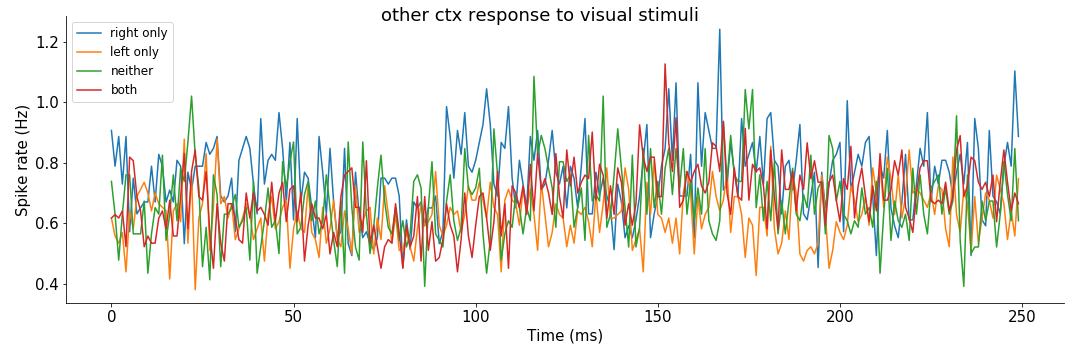 other ctx response to visual stimuli
right only
left only
neither
both
Spike rate (Hz)
1.2
1.0
0.8
0.6
0.4
0 50 100 150 200 250
Time (ms)